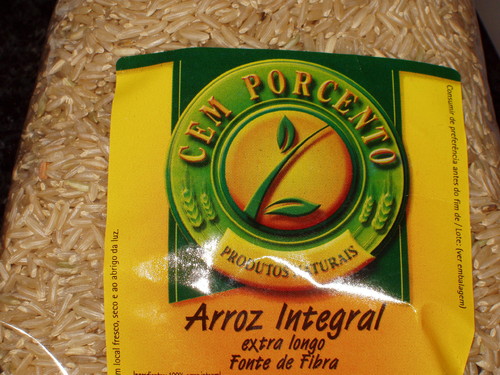 CEM PORCENTO
PRODUTOS NATURAIS
Arroz Integral
extra longo
Fonte de Fibra
Consumir de preferência antes do fim de / Lote: (ver embalagem)
local fresco, seco e ao abrigo da luz.
100%